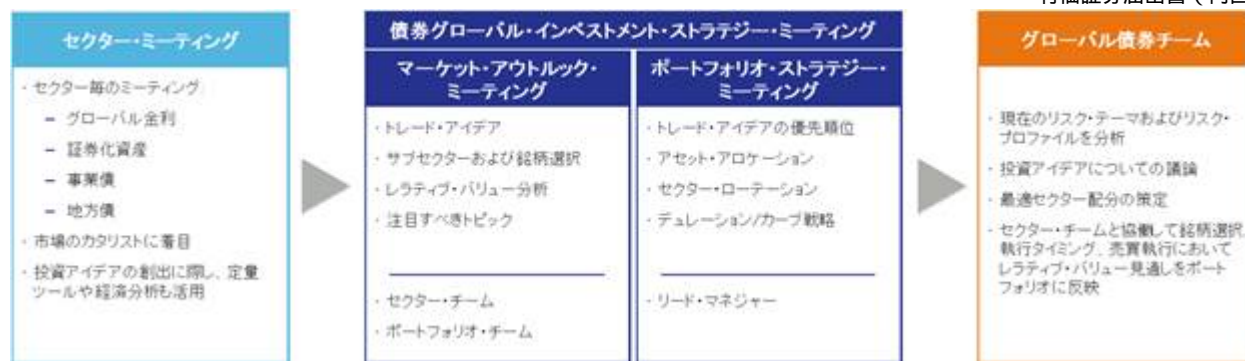 有価証券届出書（内国
セクター・ミーティング
・セクター毎のミーティング
－ グローバル金利
－ 証券化資産
－ 事業債
－ 地方債
・市場のカタリストに着目
・投資アイデアの創出に際し、定量
ツールや経済分析も活用
債券グローバル・インベストメント・ストラテジー・ミーティング
マーケット・アウトルック・
ミーティング
・トレード・アイデア
・サブセクターおよび銘柄選択
・レラティブ・バリュー分析
・注目すべきトピック
・セクター・チーム
・ポートフォリオ・チーム
ポートフォリオ・ストラテジー・
ミーティング
・トレード・アイデアの優先順位
・アセット・アロケーション
・セクター・ローテーション
・デュレーション/カーブ戦略
・リード・マネジャー
グローバル債券チーム
・現在のリスク・テーマおよびリスク・
プロファイルを分析
・投資アイデアについての議論
・最適セクター配分の策定
・セクター・チームと協働して銘柄選択、
執行タイミング、売買執行において
レラティブ・バリュー見通しをポート
フォリオに反映